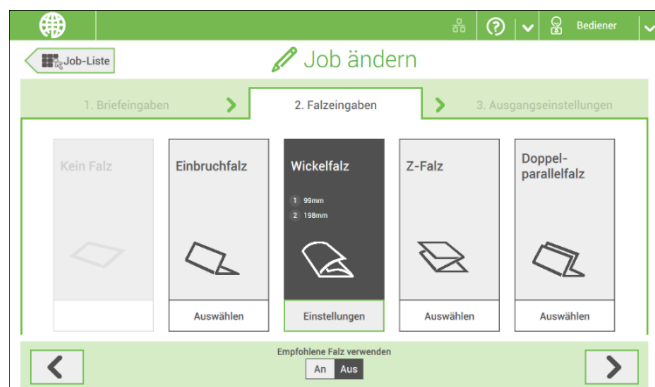 Bediener
Job-Liste
Job ändern
1. Briefeingaben
2. Falzeingaben
3. Ausgangseinstellungen
Kein Falz
Einbruchfalz
Auswählen
Wickelfalz
1 99mm
2 198mm
Einstellungen
Z-Falz
Auswählen
Doppel-
parallelfalz
Auswählen
Empfohlene Falz verwenden
An Aus